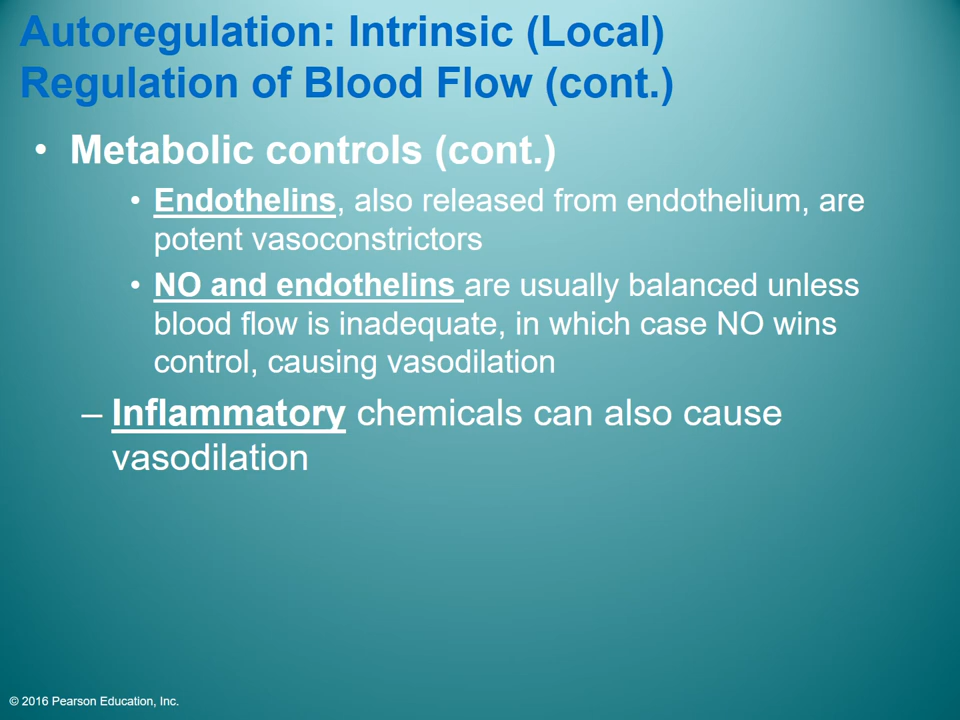 Autoregulation: Intrinsic (Local)
Regulation of Blood Flow (cont.)
• Metabolic controls (cont.)
• Endothelins, also released from endothelium, are
potent vasoconstrictors
• NO and endothelins are usually balanced unless
blood flow is inadequate, in which case NO wins
control, causing vasodilation
– Inflammatory chemicals can also cause
vasodilation
© 2016 Pearson Education, Inc.